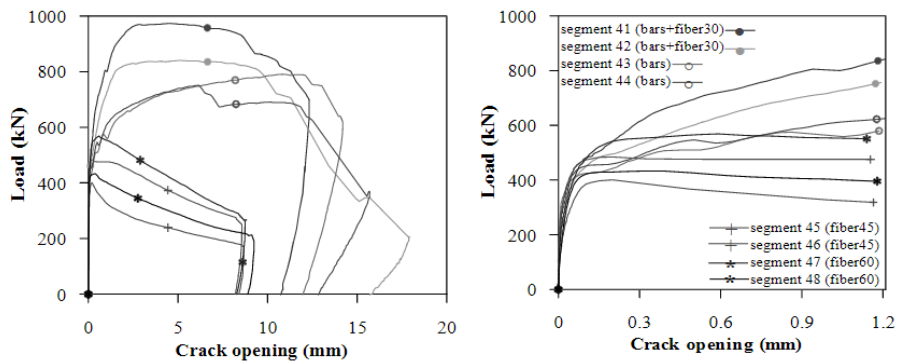 1000
800
600
400
200
0
Load (kN)
0 5 10 15 20
Crack opening (mm)
1000
800
600
400
200
0
Load (kN)
segment 41 (bars+fiber30)
segment 42 (bars+fiber30)
segment 43 (bars)
segment 44 (bars)
segment 45 (fiber45)
segment 46 (fiber45)
segment 47 (fiber60)
segment 48 (fiber60)
0 0.3 0.6 0.9 1.2
Crack opening (mm)